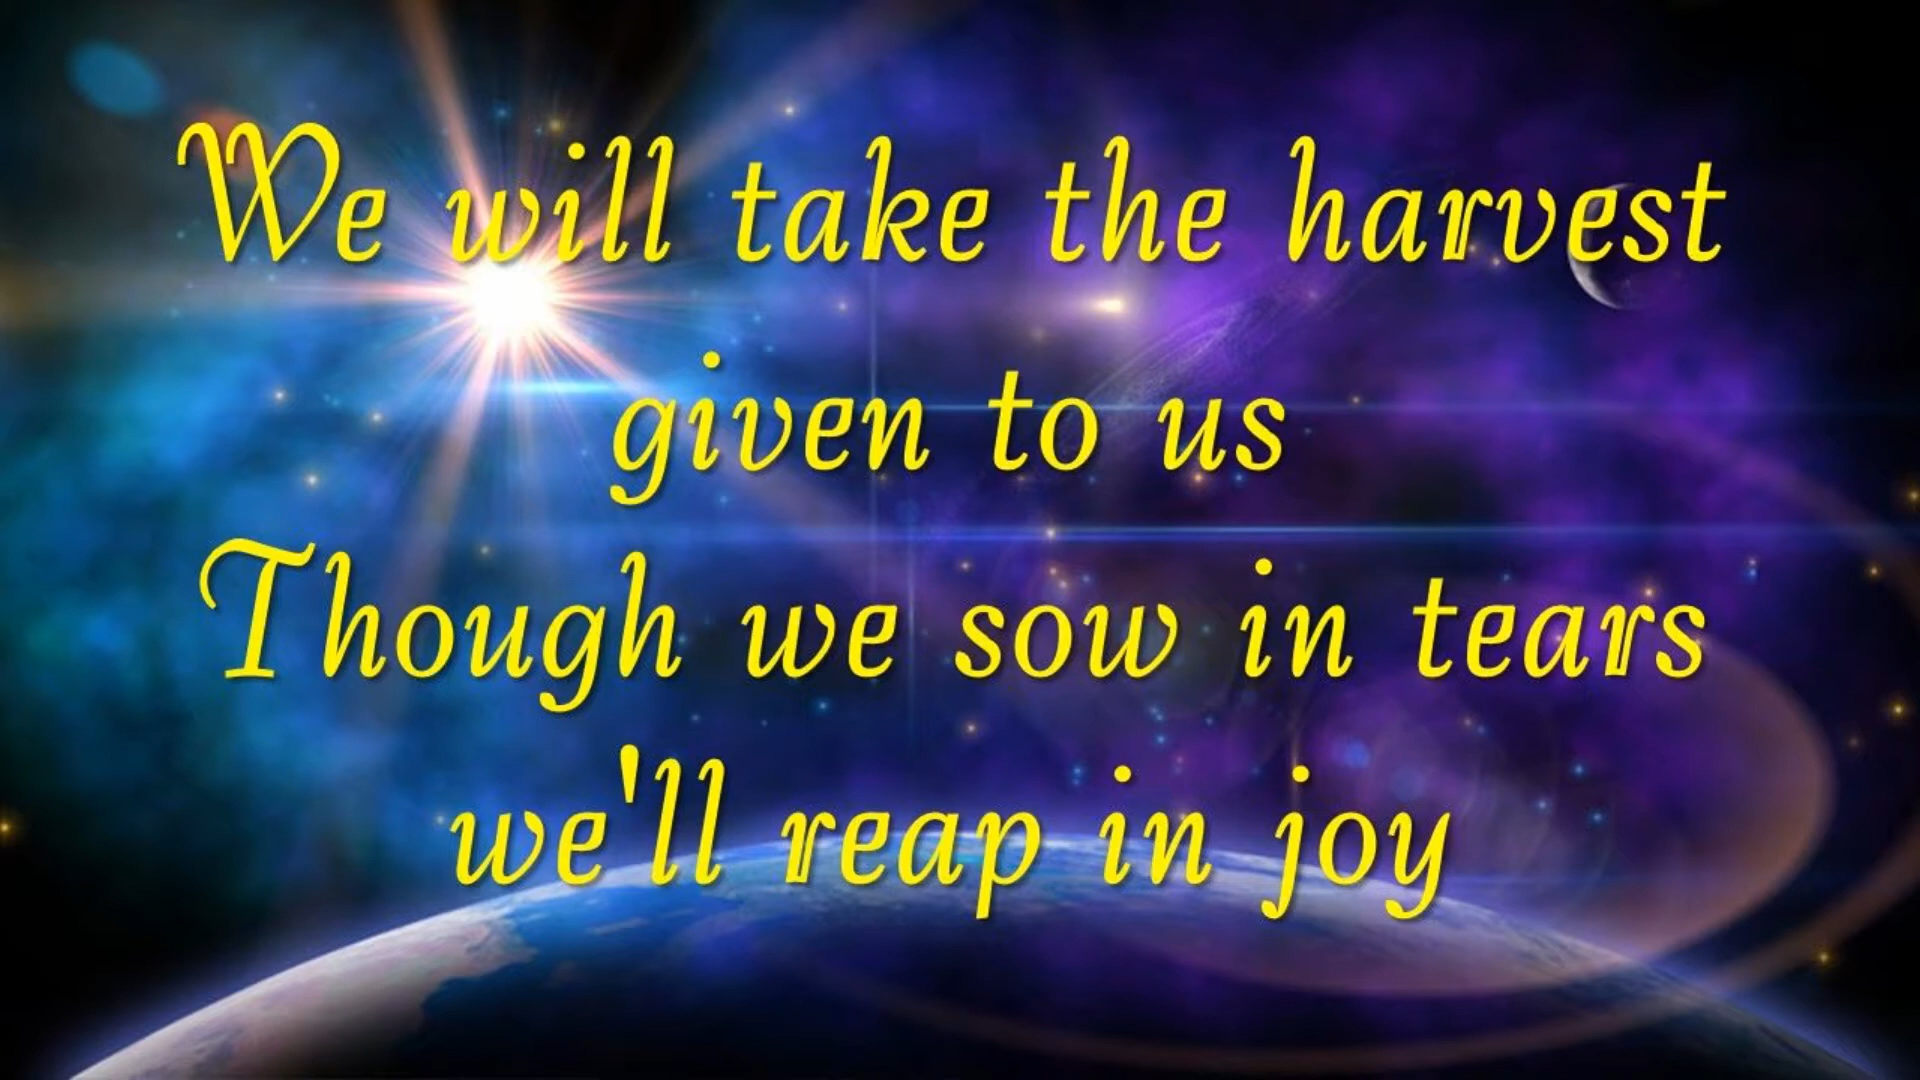 We will take the harvest
given to us
Though we sow in tears
we'll reap in joy